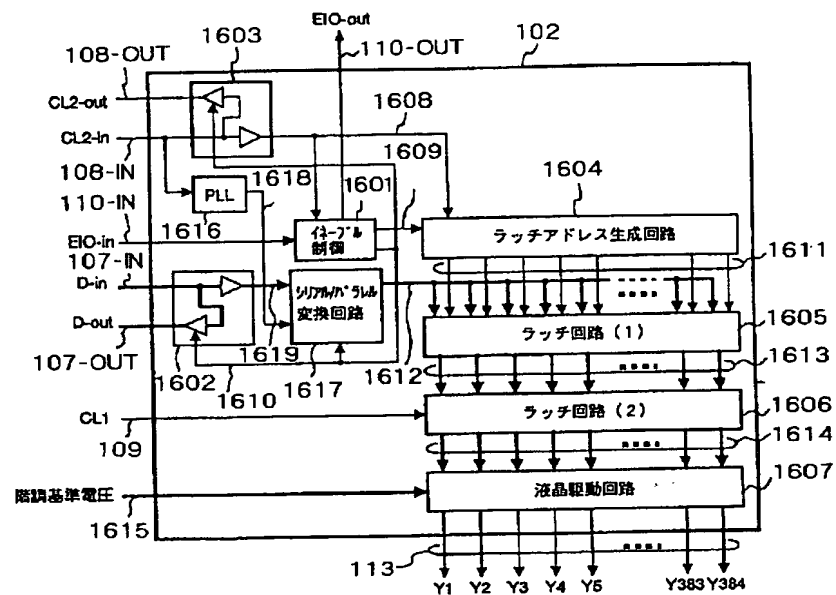 EIO-out
1603
102
108-OUT
110-OUT
CL2-out
1608
CL2-in
108-IN
1609
110-IN
1618
1601
1604
PLL
1616
イネーブル
制御
ラッチアドレス生成回路
EIO-in
107-IN
1611
D-in
シリアル/パラレル
変換回路
D-out
ラッチ回路 (1)
1605
107-OUT
1619
1602
1610
1617
1612
1613
ラッチ回路 (2)
1606
CL1
109
1614
1607
階調基準電圧
液晶駆動回路
1615
113
Y1 Y2 Y3 Y4 Y5 Y383 Y384